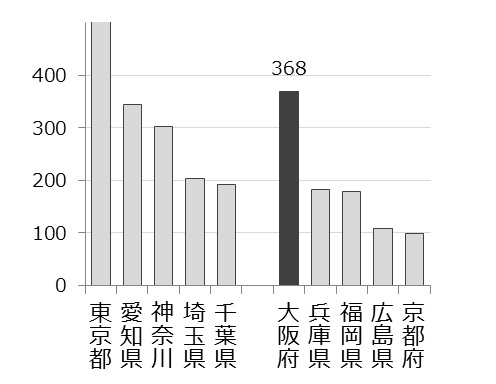 368
400
300
200
100
0
東京都
愛知県
神奈川
埼玉県
千葉県
大阪府
兵庫県
福岡県
広島県
京都府